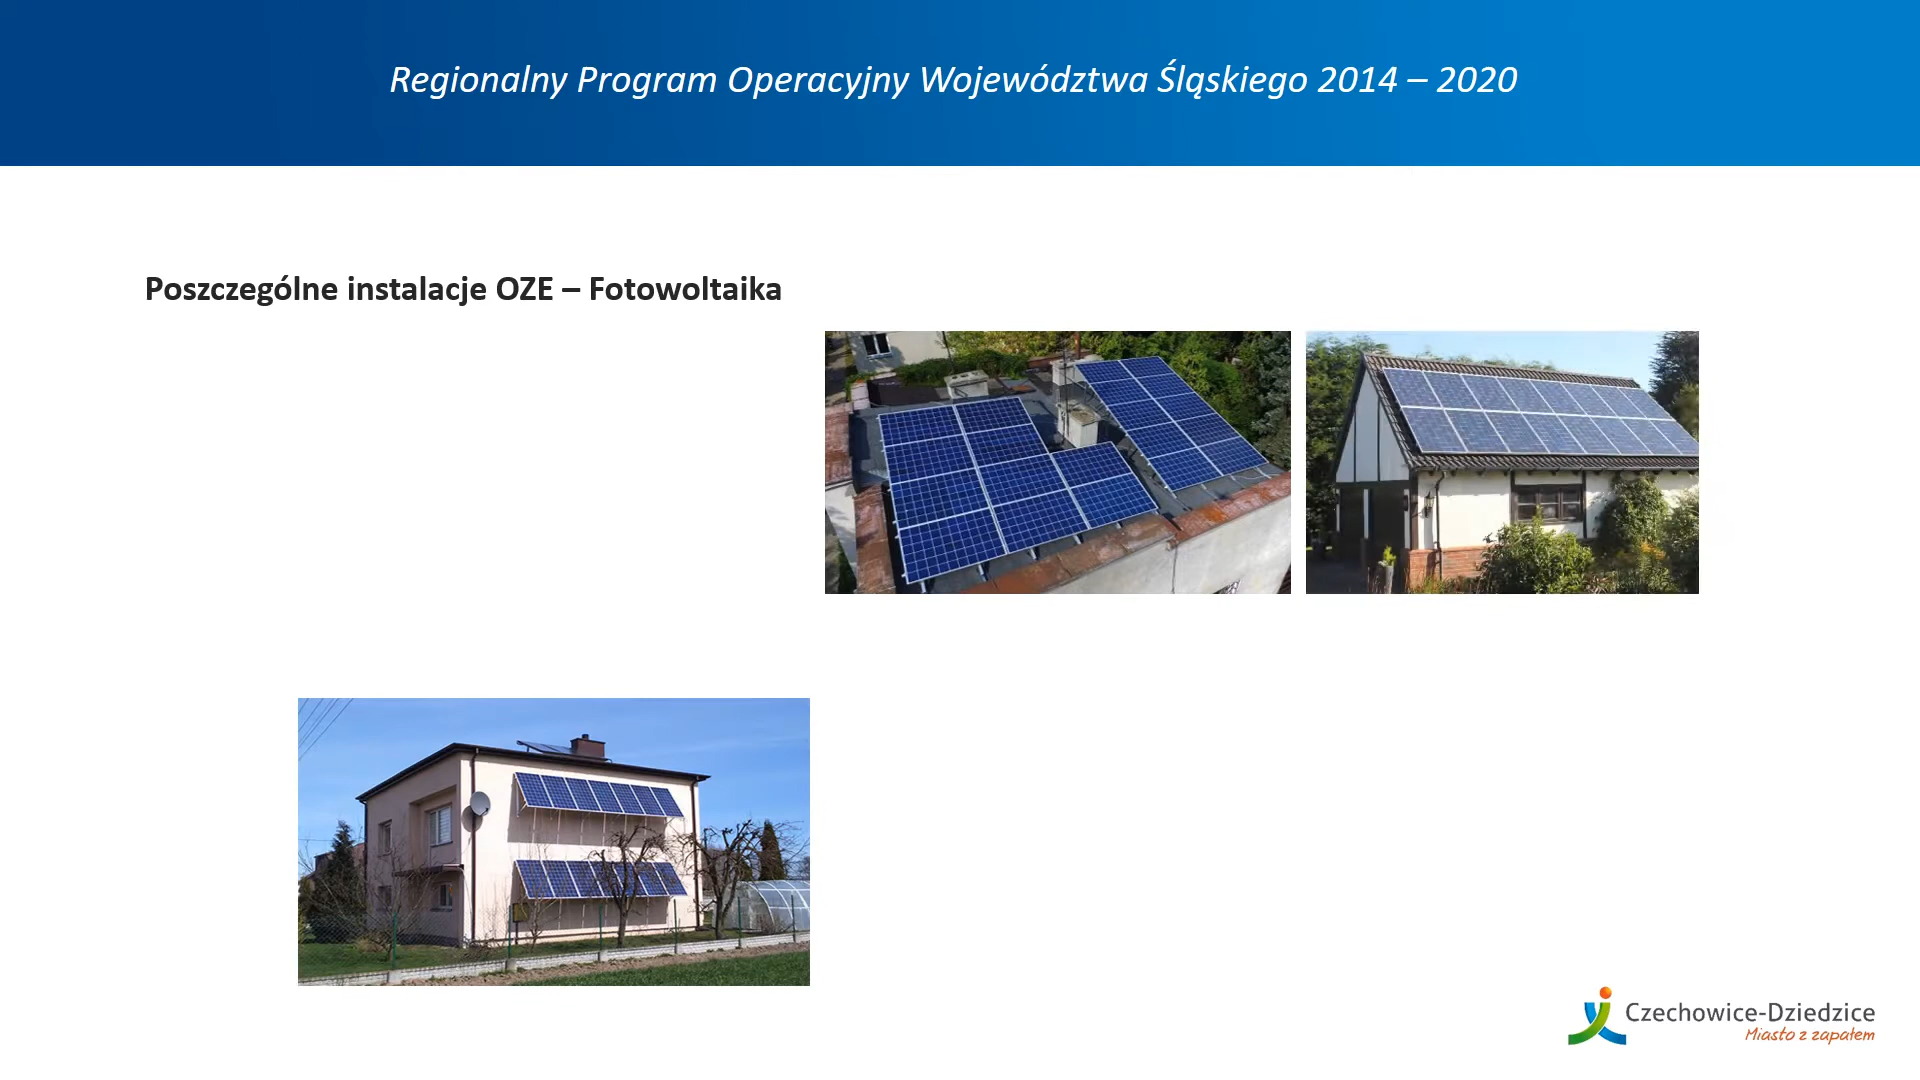 Regionalny Program Operacyjny Województwa Śląskiego 2014 – 2020
Poszczególne instalacje OZE – Fotowoltaika
Czechowice-Dziedzice
Miasto z zapałem